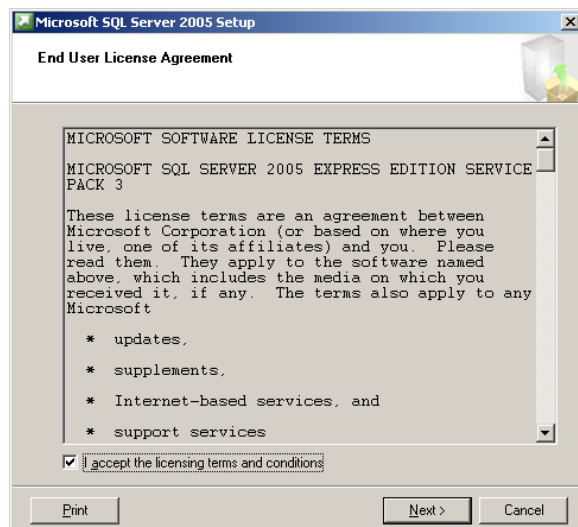 Microsoft SQL Server 2005 Setup
End User License Agreement
MICROSOFT SOFTWARE LICENSE TERMS
MICROSOFT SQL SERVER 2005 EXPRESS EDITION SERVICE
PACK 3
These license terms are an agreement between
Microsoft Corporation (or based on where you
live, one of its affiliates) and you.  Please
read them.  They apply to the software named
above, which includes the media on which you
received it, if any.  The terms also apply to any
Microsoft
* updates,
* supplements,
* Internet-based services, and
* support services
I accept the licensing terms and conditions
Print
Next >
Cancel